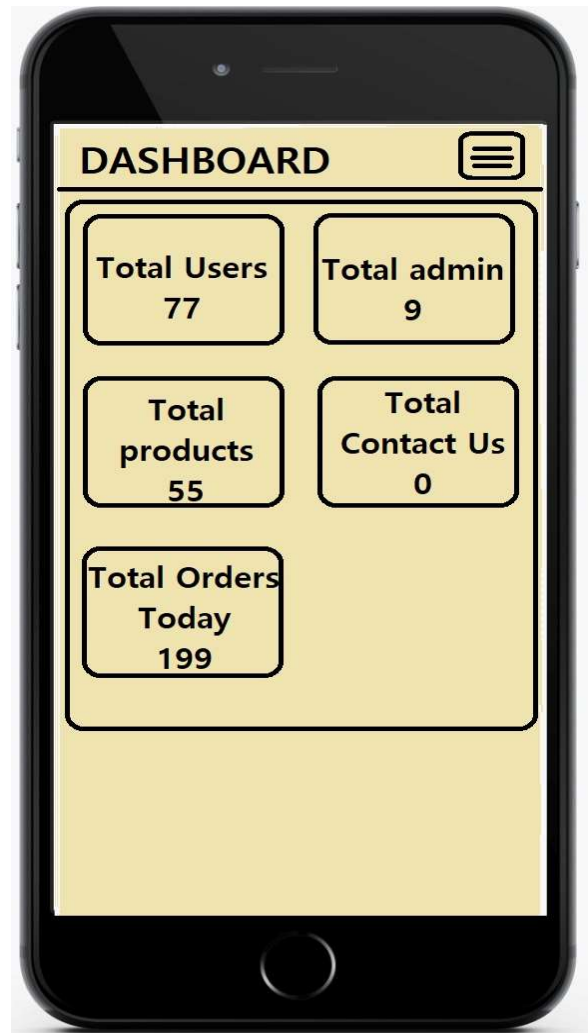 DASHBOARD
Total Users
77
Total admin
9
Total
products
55
Total
Contact Us
0
Total Orders
Today
199